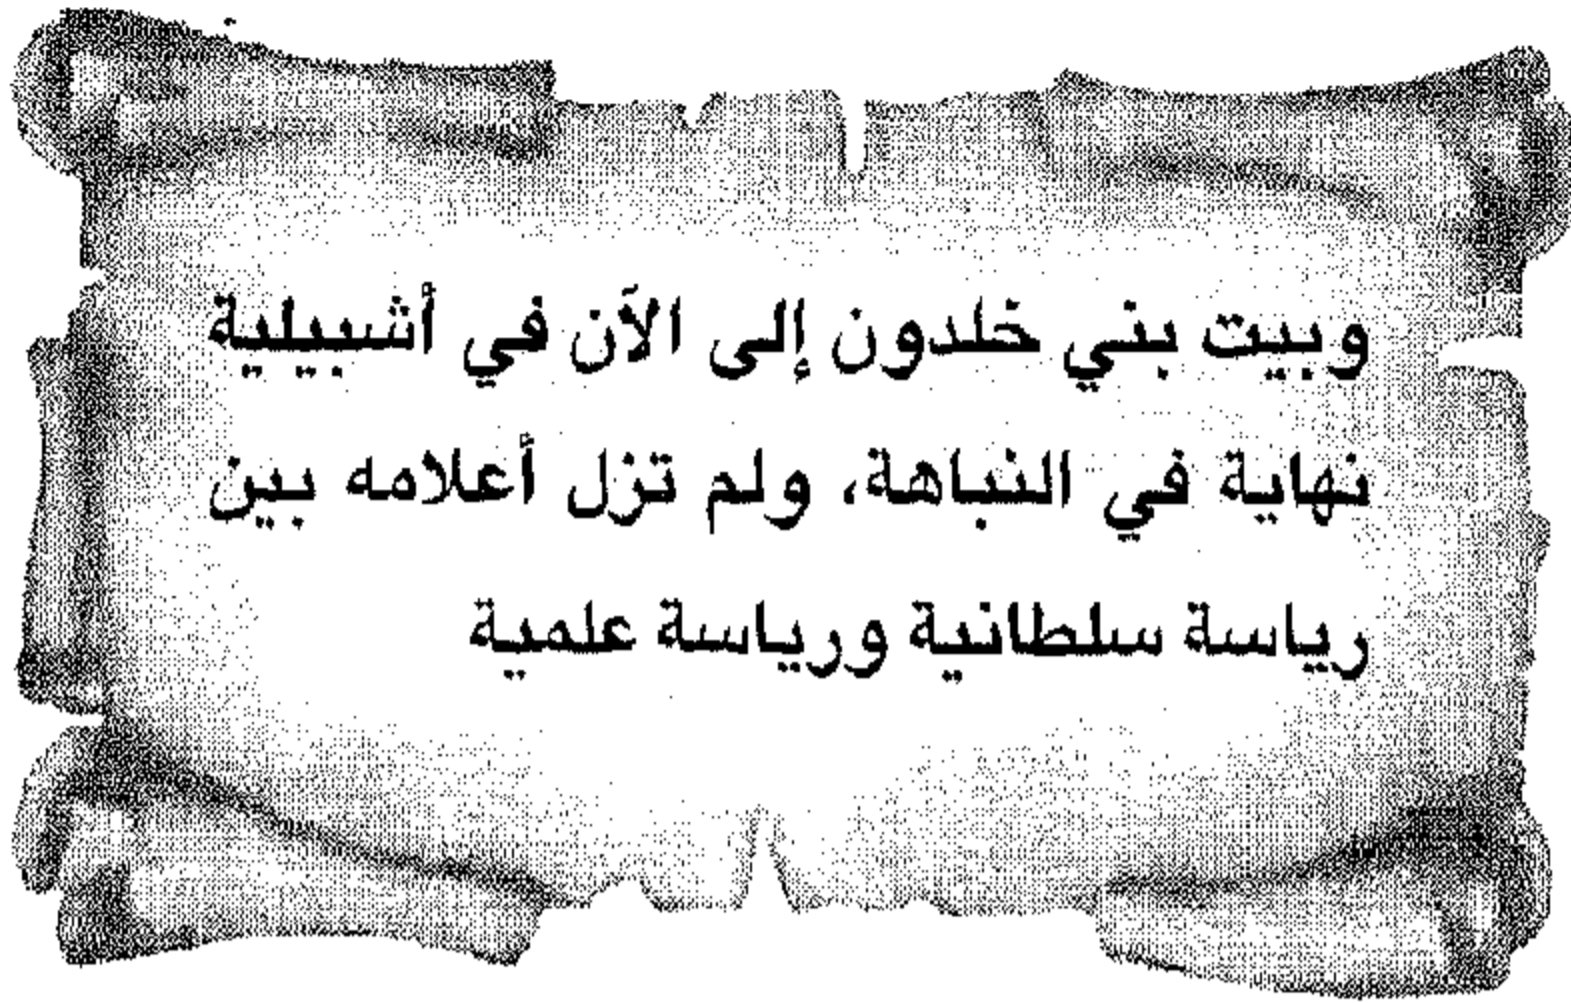 وبيت بني خلدون إلى الآن في أشبيلية
نهاية في النباهة، ولم تزل أعلامه بين
رياسة سلطانية ورياسة علمية